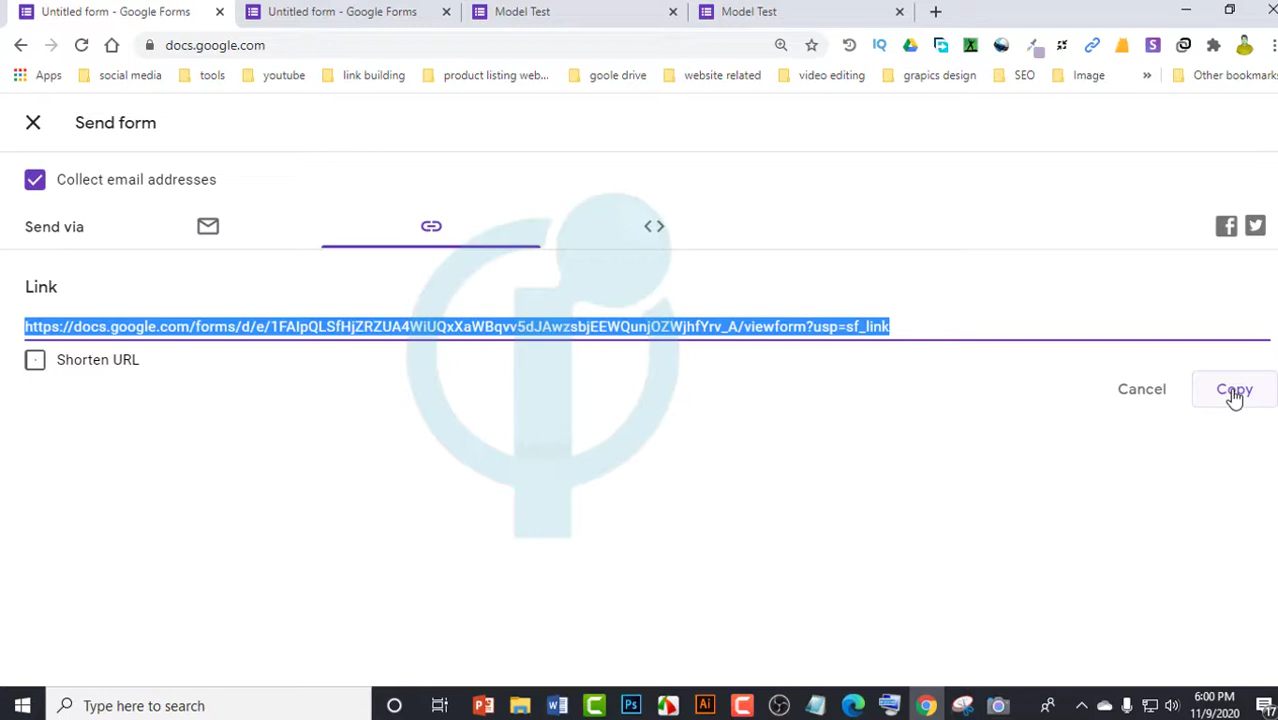 Untitled form - Google Forms
Untitled form - Google Forms
Model Test
Model Test
docs.google.com
Apps
social media
tools
youtube
link building
product listing web...
goole drive
website related
video editing
grapics design
SEO
Image
Other bookmarks
Send form
Collect email addresses
Send via
Link
https://docs.google.com/forms/d/e/1FAIpQLSfHjZRZUA4WiUQxXaWBqvv5dJAwzsbjEEWQunjOZWjhfYrv_A/viewform?usp=sf_link
Shorten URL
Cancel
Copy
Type here to search
6:00 PM
11/9/2020
17